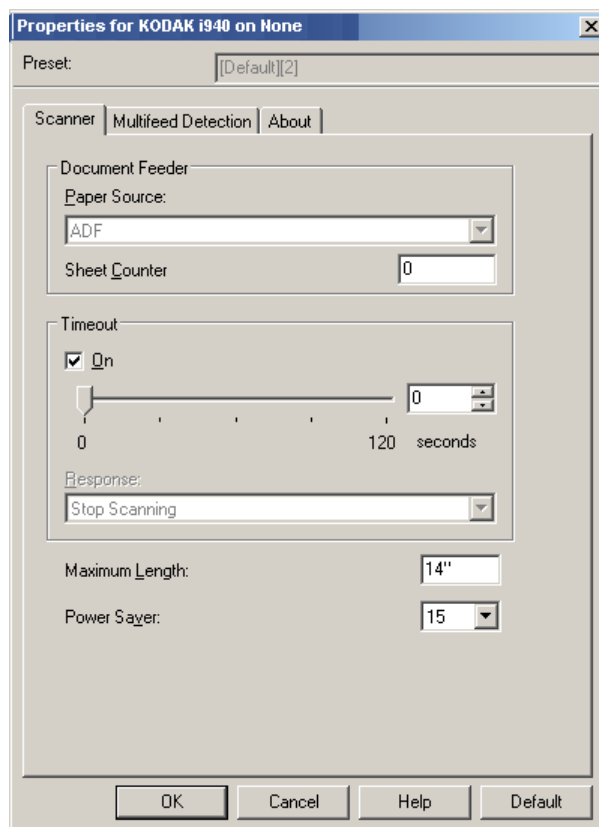 Properties for KODAK i940 on None
Preset: [Default][2]
Scanner Multifeed Detection About
Document Feeder
Paper Source:
ADF
Sheet Counter 0
Timeout
On
0
0 120 seconds
Response:
Stop Scanning
Maximum Length: 14"
Power Saver: 15
OK Cancel Help Default